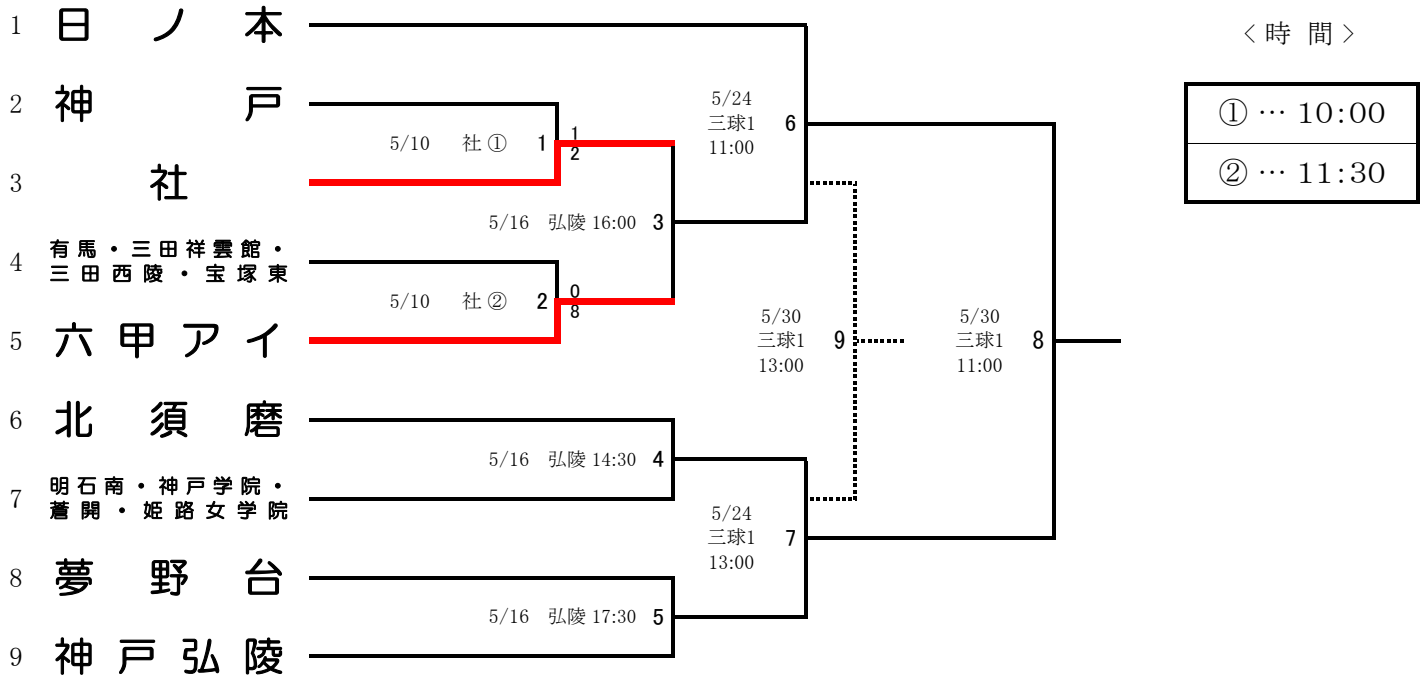 1 日ノ本
2 神戸
3 社
4 有馬・三田祥雲館・
三田西陵・宝塚東
5 六甲アイ
6 北須磨
7 明石南・神戸学院・
蒼開・姫路女学院
8 夢野台
9 神戸弘陵
5/10 社① 1
1
2
5/10 社② 2
0
8
5/16 弘陵 16:00 3
5/16 弘陵 14:30 4
5/16 弘陵 17:30 5
5/24
三球1 6
11:00
5/24
三球1 7
13:00
5/30
三球1 9
13:00
5/30
三球1 8
11:00
＜時 間＞
① … 10:00
② … 11:30